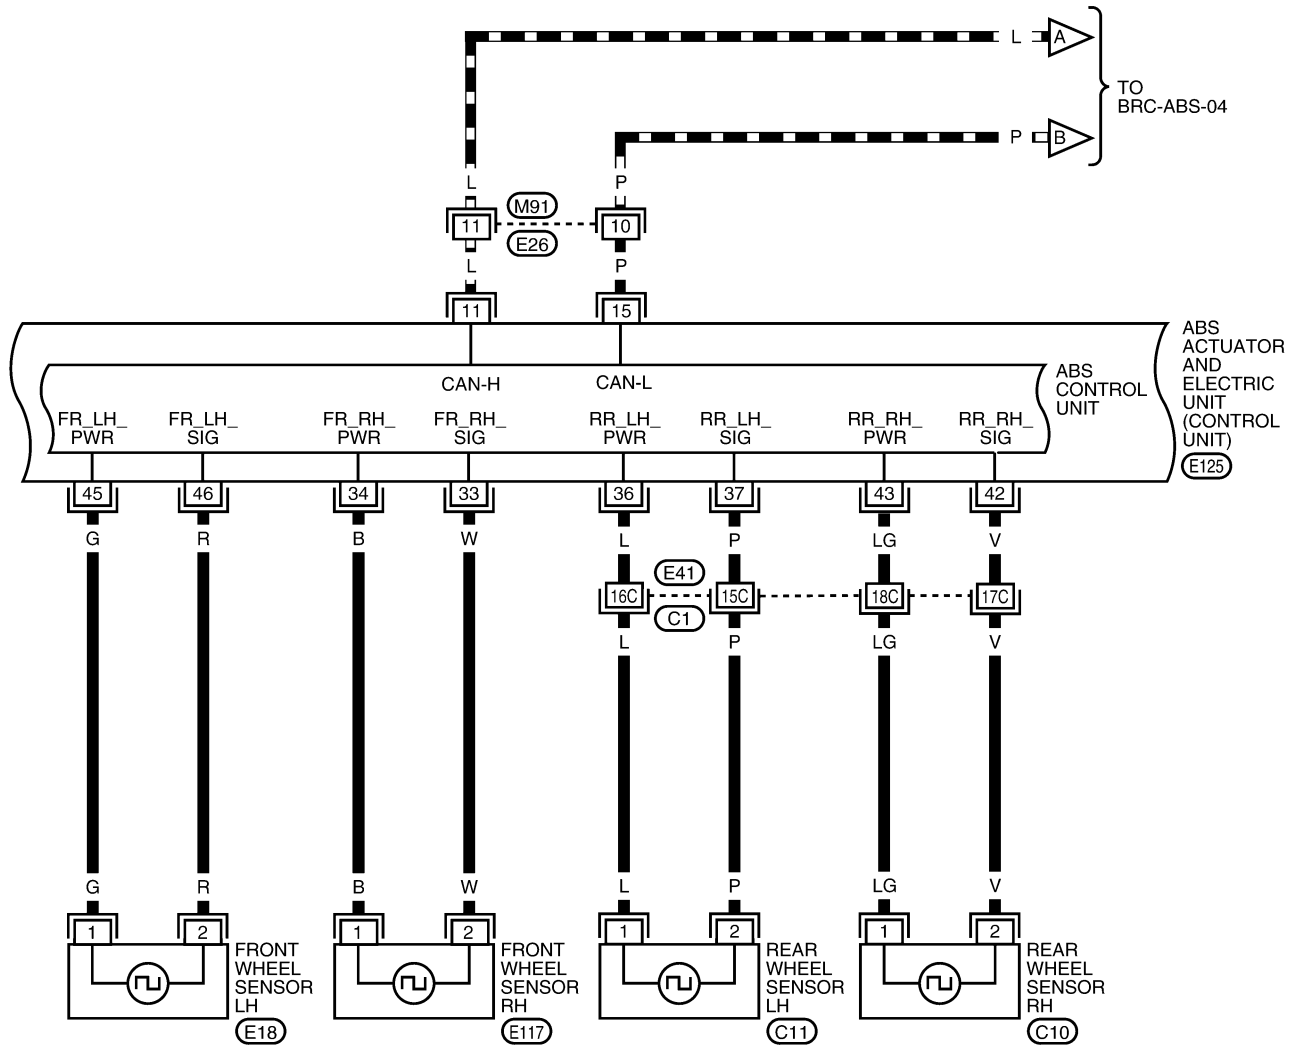 L A
TO
BRC-ABS-04
P B
L P
M91
11 10
E26
L P
11 15
ABS
ACTUATOR
AND
ELECTRIC
UNIT
(CONTROL
UNIT)
E125
CAN-H CAN-L
ABS
CONTROL
UNIT
FR_LH_
PWR
FR_LH_
SIG
FR_RH_
PWR
FR_RH_
SIG
RR_LH_
PWR
RR_LH_
SIG
RR_RH_
PWR
RR_RH_
SIG
45 46 34 33 36 37 43 42
G R B W L P LG V
E41
16C 15C 18C 17C
C1
L P LG V
G R B W L P LG V
1 2 1 2 1 2 1 2
FRONT
WHEEL
SENSOR
LH
E18
FRONT
WHEEL
SENSOR
RH
E117
REAR
WHEEL
SENSOR
LH
C11
REAR
WHEEL
SENSOR
RH
C10